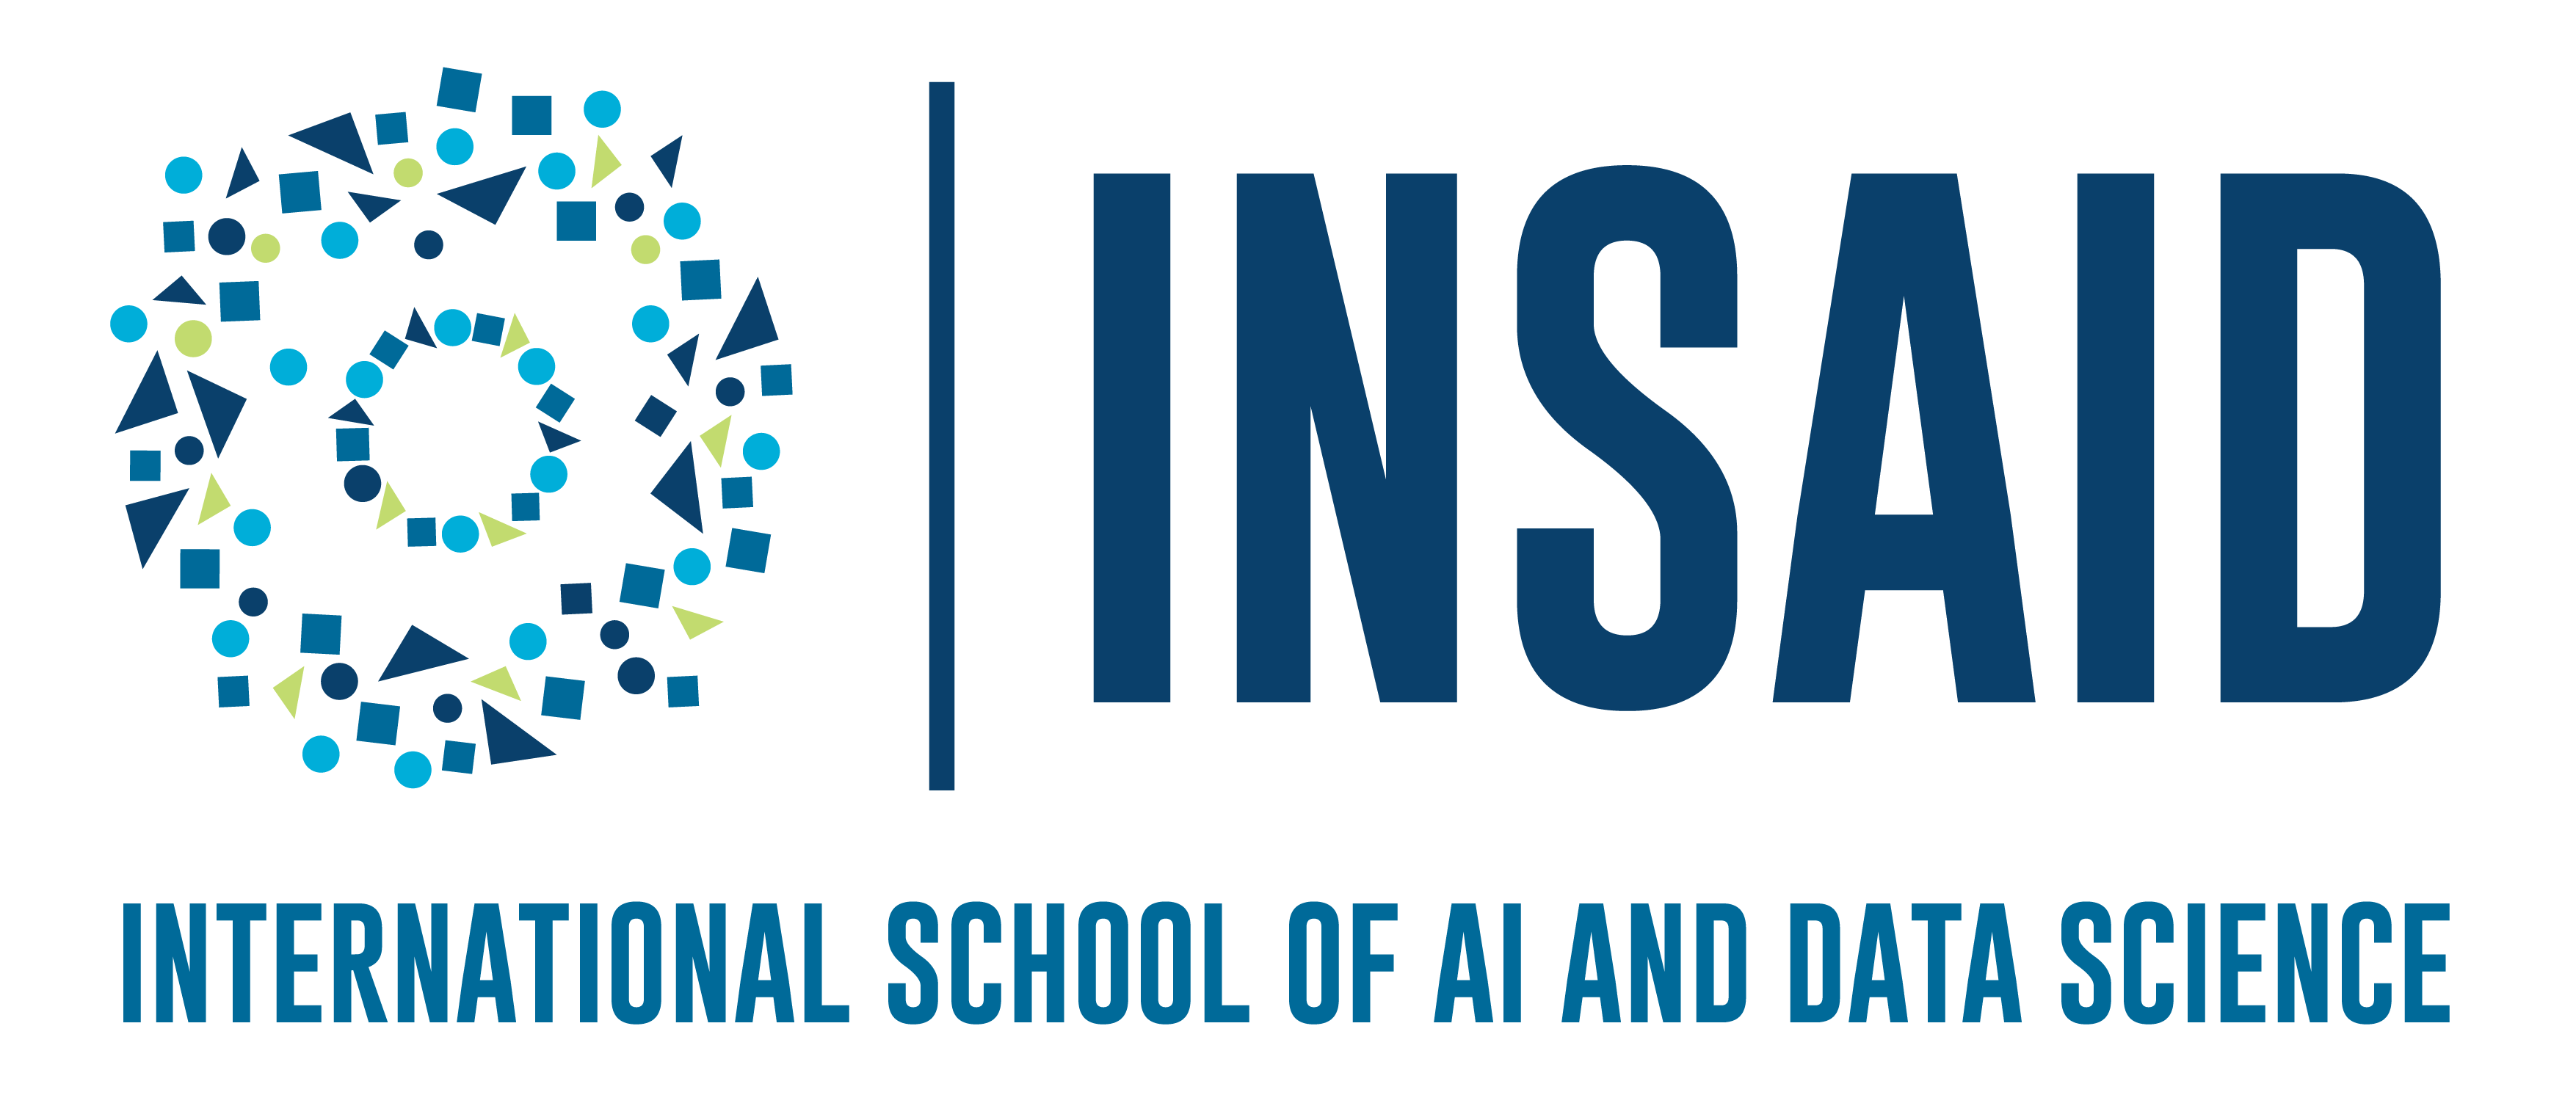 INSAID
INTERNATIONAL SCHOOL OF AI AND DATA SCIENCE